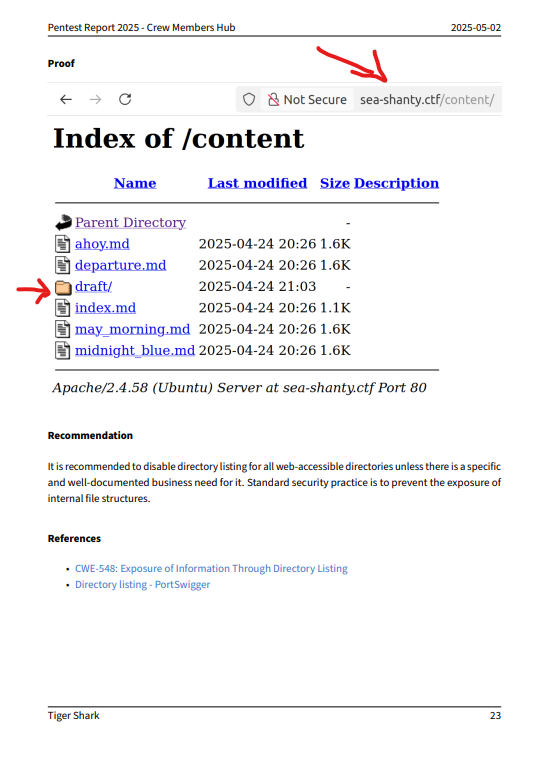 Pentest Report 2025 - Crew Members Hub 2025-05-02
Proof
Not Secure sea-shanty.ctf/content/
Index of /content
Name Last modified Size Description
Parent Directory -
ahoy.md 2025-04-24 20:26 1.6K
departure.md 2025-04-24 20:26 1.6K
draft/ 2025-04-24 21:03 -
index.md 2025-04-24 20:26 1.1K
may_morning.md 2025-04-24 20:26 1.6K
midnight_blue.md 2025-04-24 20:26 1.6K
Apache/2.4.58 (Ubuntu) Server at sea-shanty.ctf Port 80
Recommendation
It is recommended to disable directory listing for all web-accessible directories unless there is a specific
and well-documented business need for it. Standard security practice is to prevent the exposure of
internal file structures.
References
• CWE-548: Exposure of Information Through Directory Listing
• Directory listing - PortSwigger
Tiger Shark 23